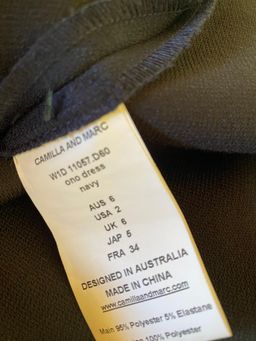 CAMILLA AND MARC
W1D 11057.D60
ono dress
navy
AUS 6
USA 2
UK 6
JAP 5
FRA 34
DESIGNED IN AUSTRALIA
MADE IN CHINA
www.camillaandmarc.com
Main 95% Polyester 5% Elastane
100% Polyester